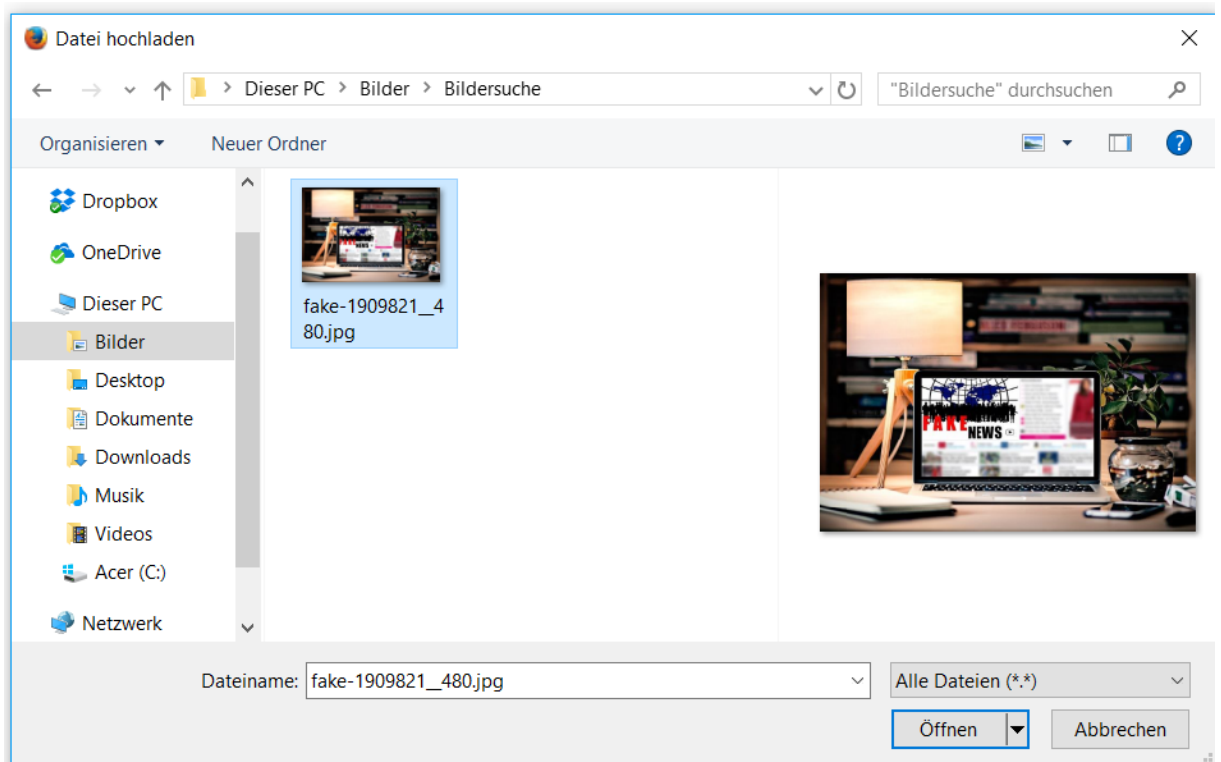 Datei hochladen
Dieser PC > Bilder > Bildersuche
"Bildersuche" durchsuchen
Organisieren
Neuer Ordner
?
Dropbox
OneDrive
Dieser PC
Bilder
Desktop
Dokumente
Downloads
Musik
Videos
Acer (C:)
Netzwerk
fake-1909821__4
80.jpg
FAKE
NEWS
Dateiname:
fake-1909821__480.jpg
Alle Dateien (*.*)
Öffnen
Abbrechen